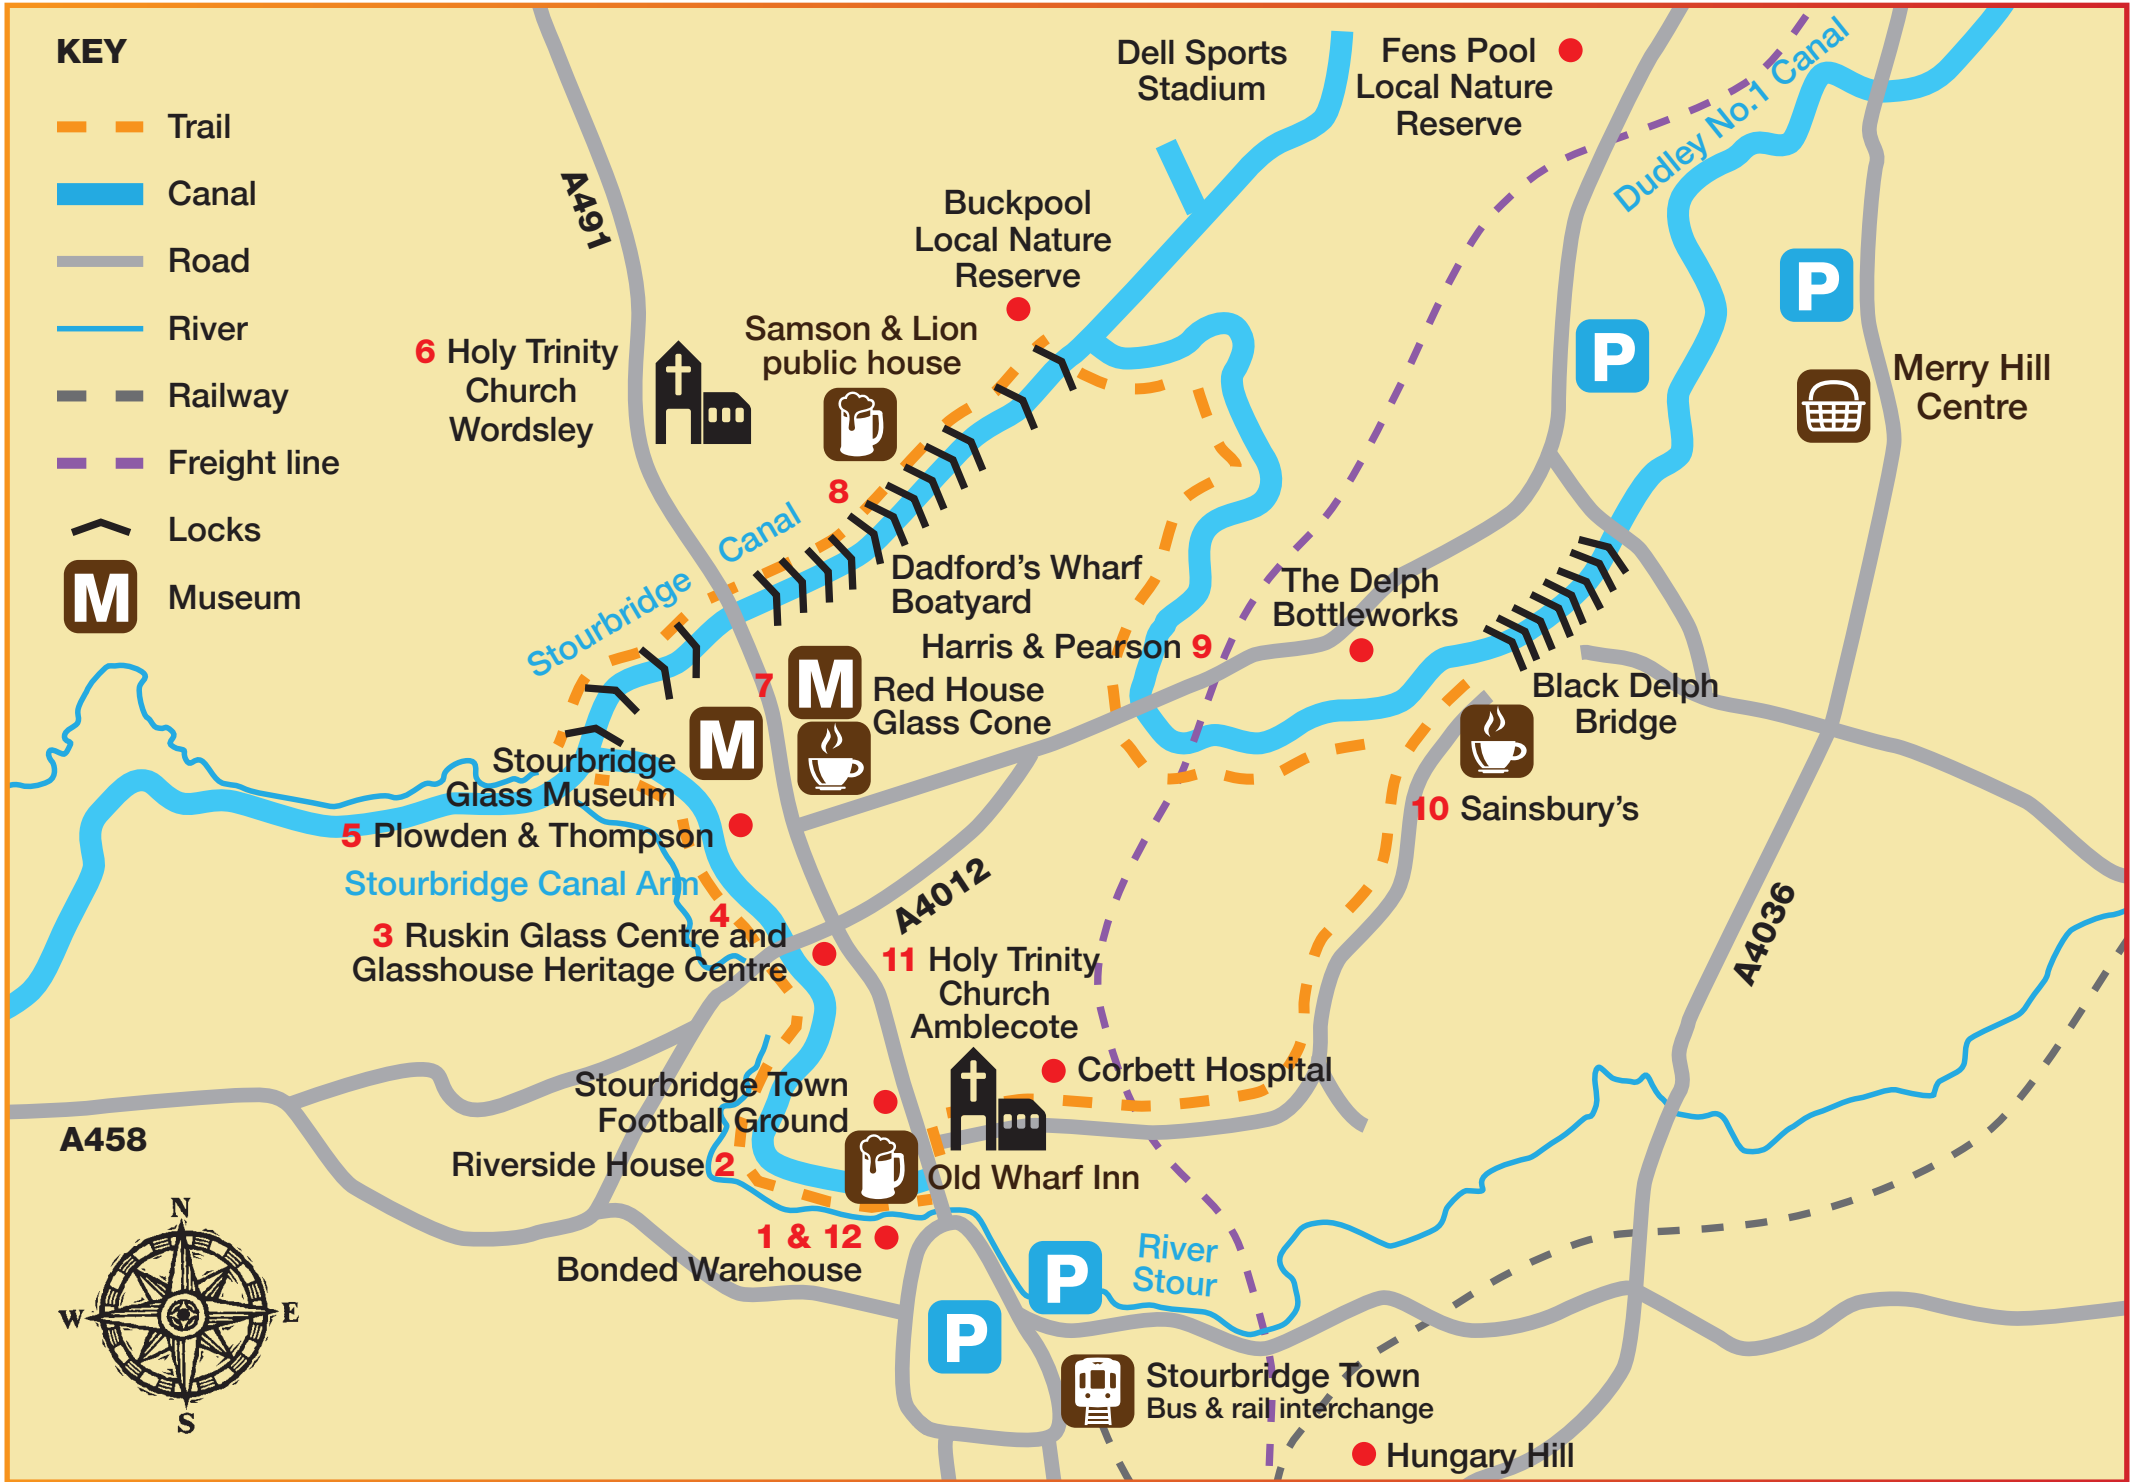 KEY
Trail
Canal
Road
River
Railway
Freight line
Locks
M
Museum
Dell Sports
Stadium
Fens Pool
Local Nature
Reserve
Dudley No.1 Canal
A491
Buckpool
Local Nature
Reserve
Samson & Lion
public house
6 Holy Trinity
Church
Wordsley
P
P
Merry Hill
Centre
8
Stourbridge Canal
Dadford's Wharf
Boatyard
The Delph
Bottleworks
Harris & Pearson 9
7
M
Red House
Glass Cone
M
Black Delph
Bridge
Stourbridge
Glass Museum
10 Sainsbury's
5 Plowden & Thompson
Stourbridge Canal Arm
4
A4012
A4036
3 Ruskin Glass Centre and
Glasshouse Heritage Centre
11 Holy Trinity
Church
Amblecote
Corbett Hospital
Stourbridge Town
Football Ground
A458
Riverside House 2
Old Wharf Inn
1 & 12
Bonded Warehouse
River
Stour
P
P
N
W
E
S
Stourbridge Town
Bus & rail interchange
Hungary Hill